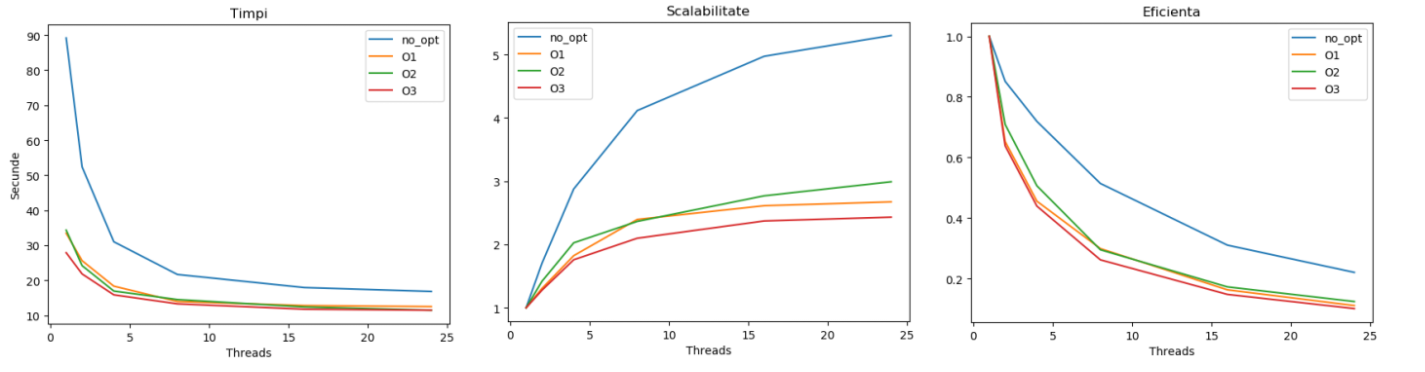 Timpi
90
80
70
60
50
40
30
20
10
Secunde
0
5
10
15
20
25
Threads
no_opt
O1
O2
O3
Scalabilitate
5
4
3
2
1
0
5
10
15
20
25
Threads
no_opt
O1
O2
O3
Eficienta
1.0
0.8
0.6
0.4
0.2
0
5
10
15
20
25
Threads
no_opt
O1
O2
O3